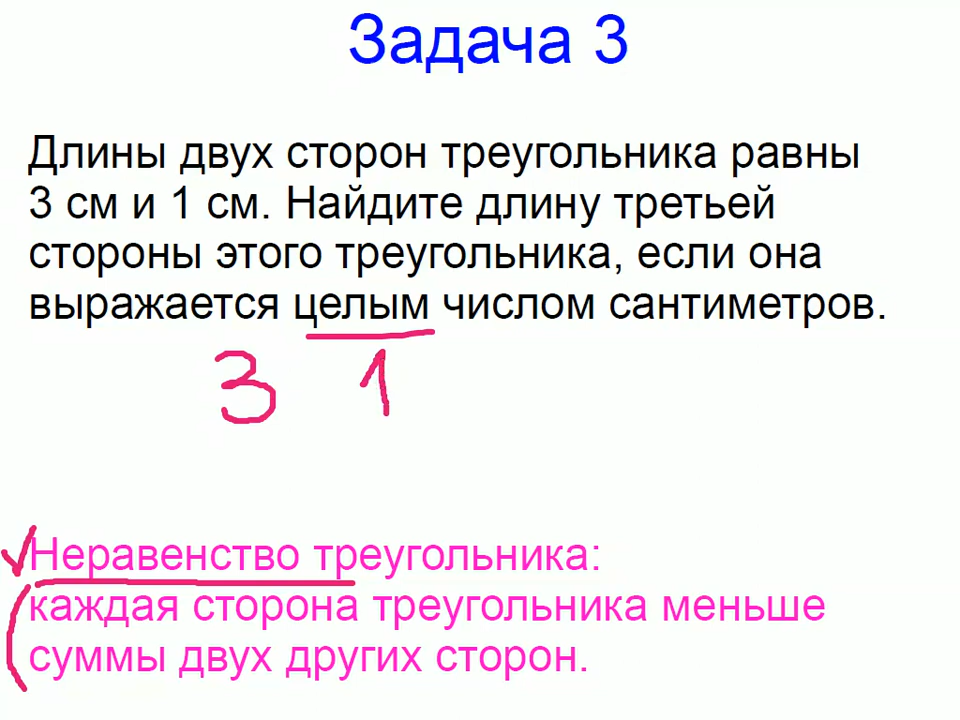 Задача 3
Длины двух сторон треугольника равны
3 см и 1 см. Найдите длину третьей
стороны этого треугольника, если она
выражается целым числом сантиметров.
3 1
Неравенство треугольника:
каждая сторона треугольника меньше
суммы двух других сторон.